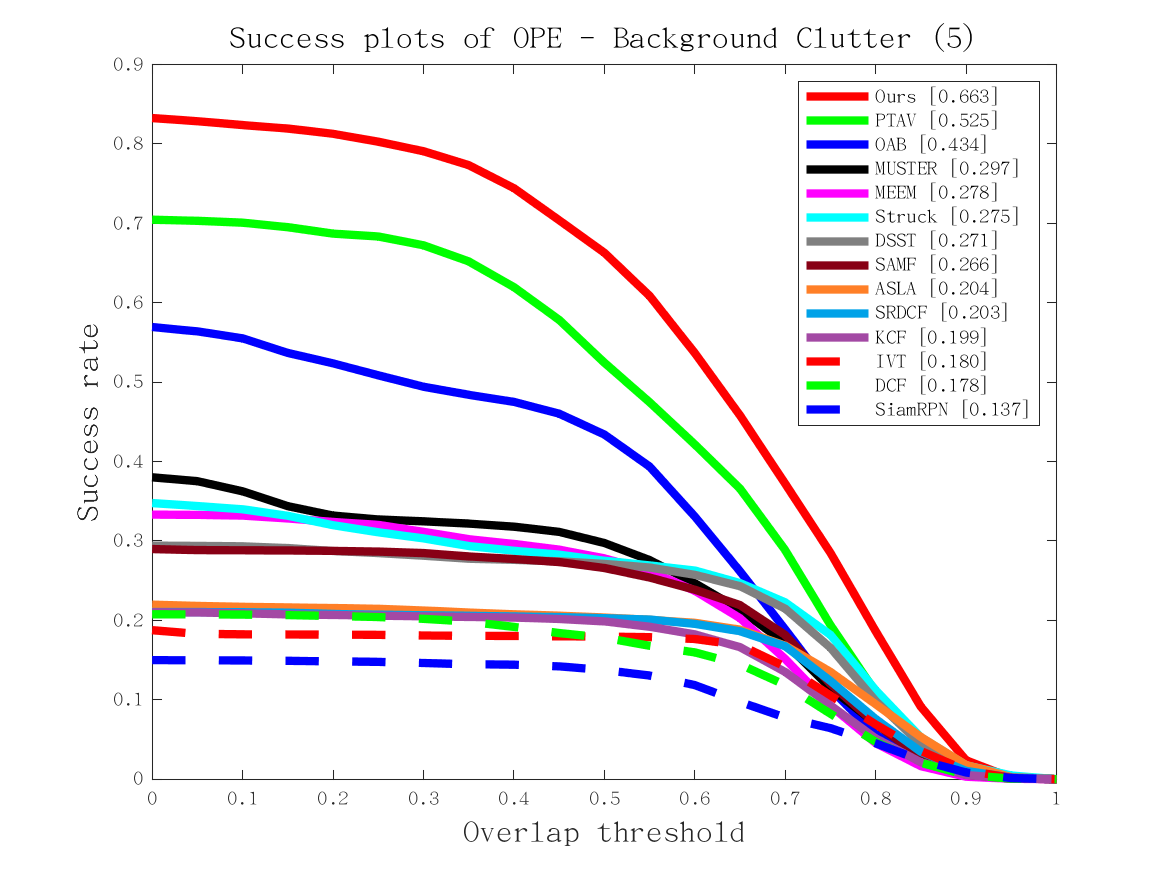 Success plots of OPE - Background Clutter (5)
0.9
0.8
0.7
0.6
0.5
0.4
0.3
0.2
0.1
0
Success rate
Ours [0.663]
PTAV [0.525]
OAB [0.434]
MUSTER [0.297]
MEEM [0.278]
Struck [0.275]
DSST [0.271]
SAMF [0.266]
ASLA [0.204]
SRDCF [0.203]
KCF [0.199]
IVT [0.180]
DCF [0.178]
SiamRPN [0.137]
0 0.1 0.2 0.3 0.4 0.5 0.6 0.7 0.8 0.9 1
Overlap threshold